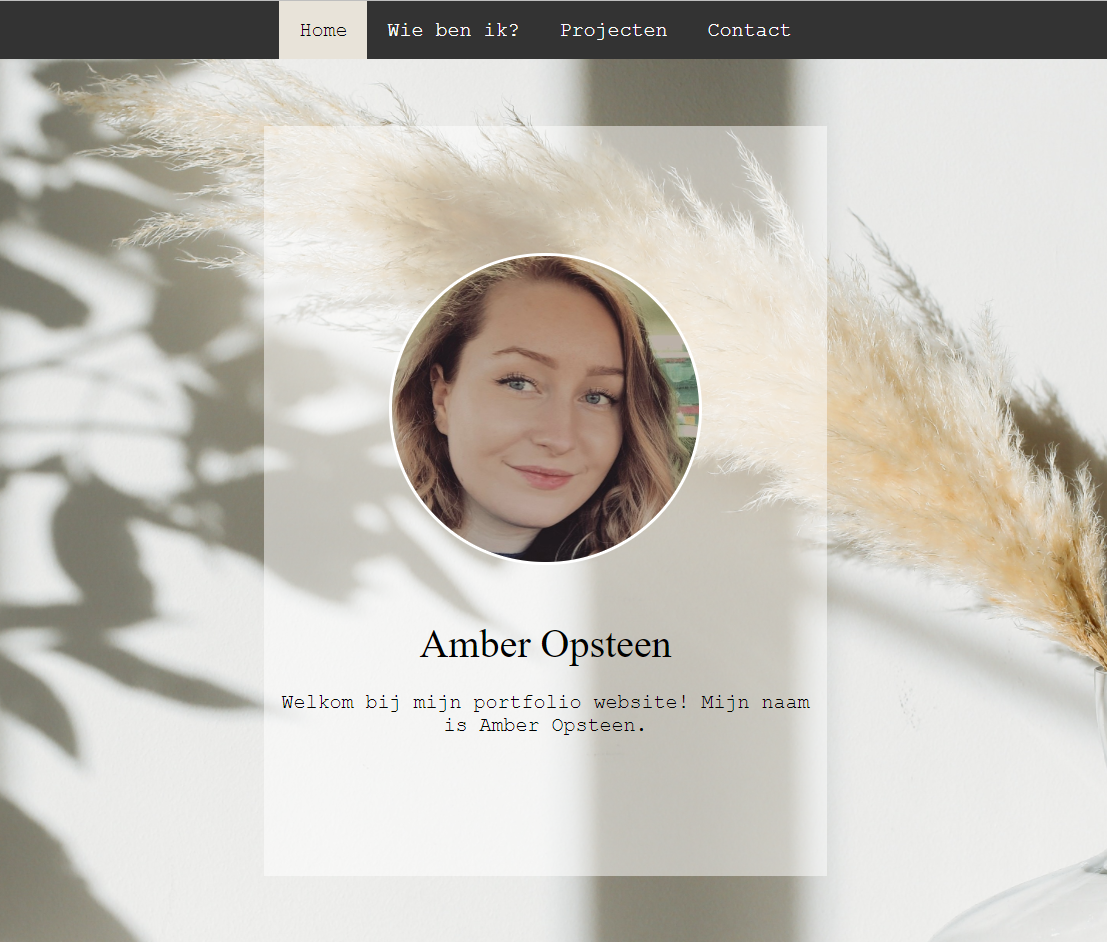 Home Wie ben ik? Projecten Contact
Amber Opsteen
Welkom bij mijn portfolio website! Mijn naam
is Amber Opsteen.